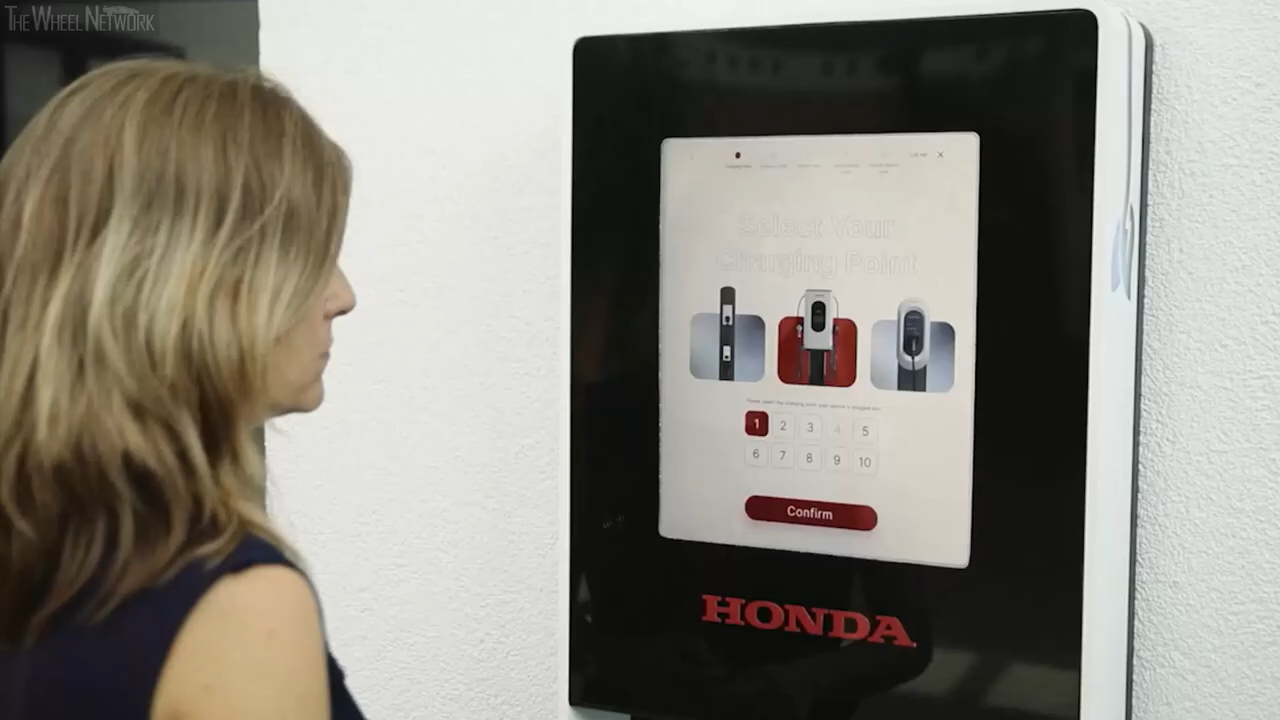 THE WHEEL NETWORK
Select Your
Charging Point
1 2 3 4 5
6 7 8 9 10
Confirm
HONDA